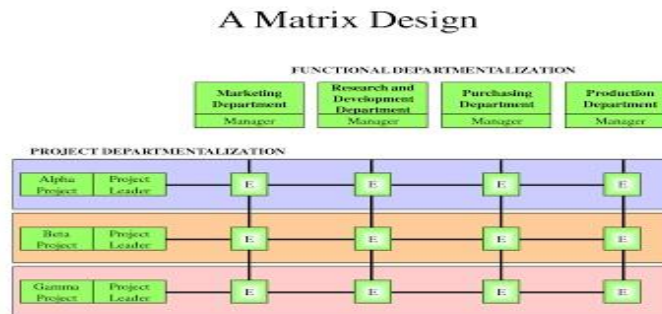 A Matrix Design
FUNCTIONAL DEPARTMENTALIZATION
Marketing Department
Manager
Research and Development Department
Manager
Purchasing Department
Manager
Production Department
Manager
PROJECT DEPARTMENTALIZATION
Alpha Project
Project Leader
E E E E
Beta Project
Project Leader
E E E E
Gamma Project
Project Leader
E E E E